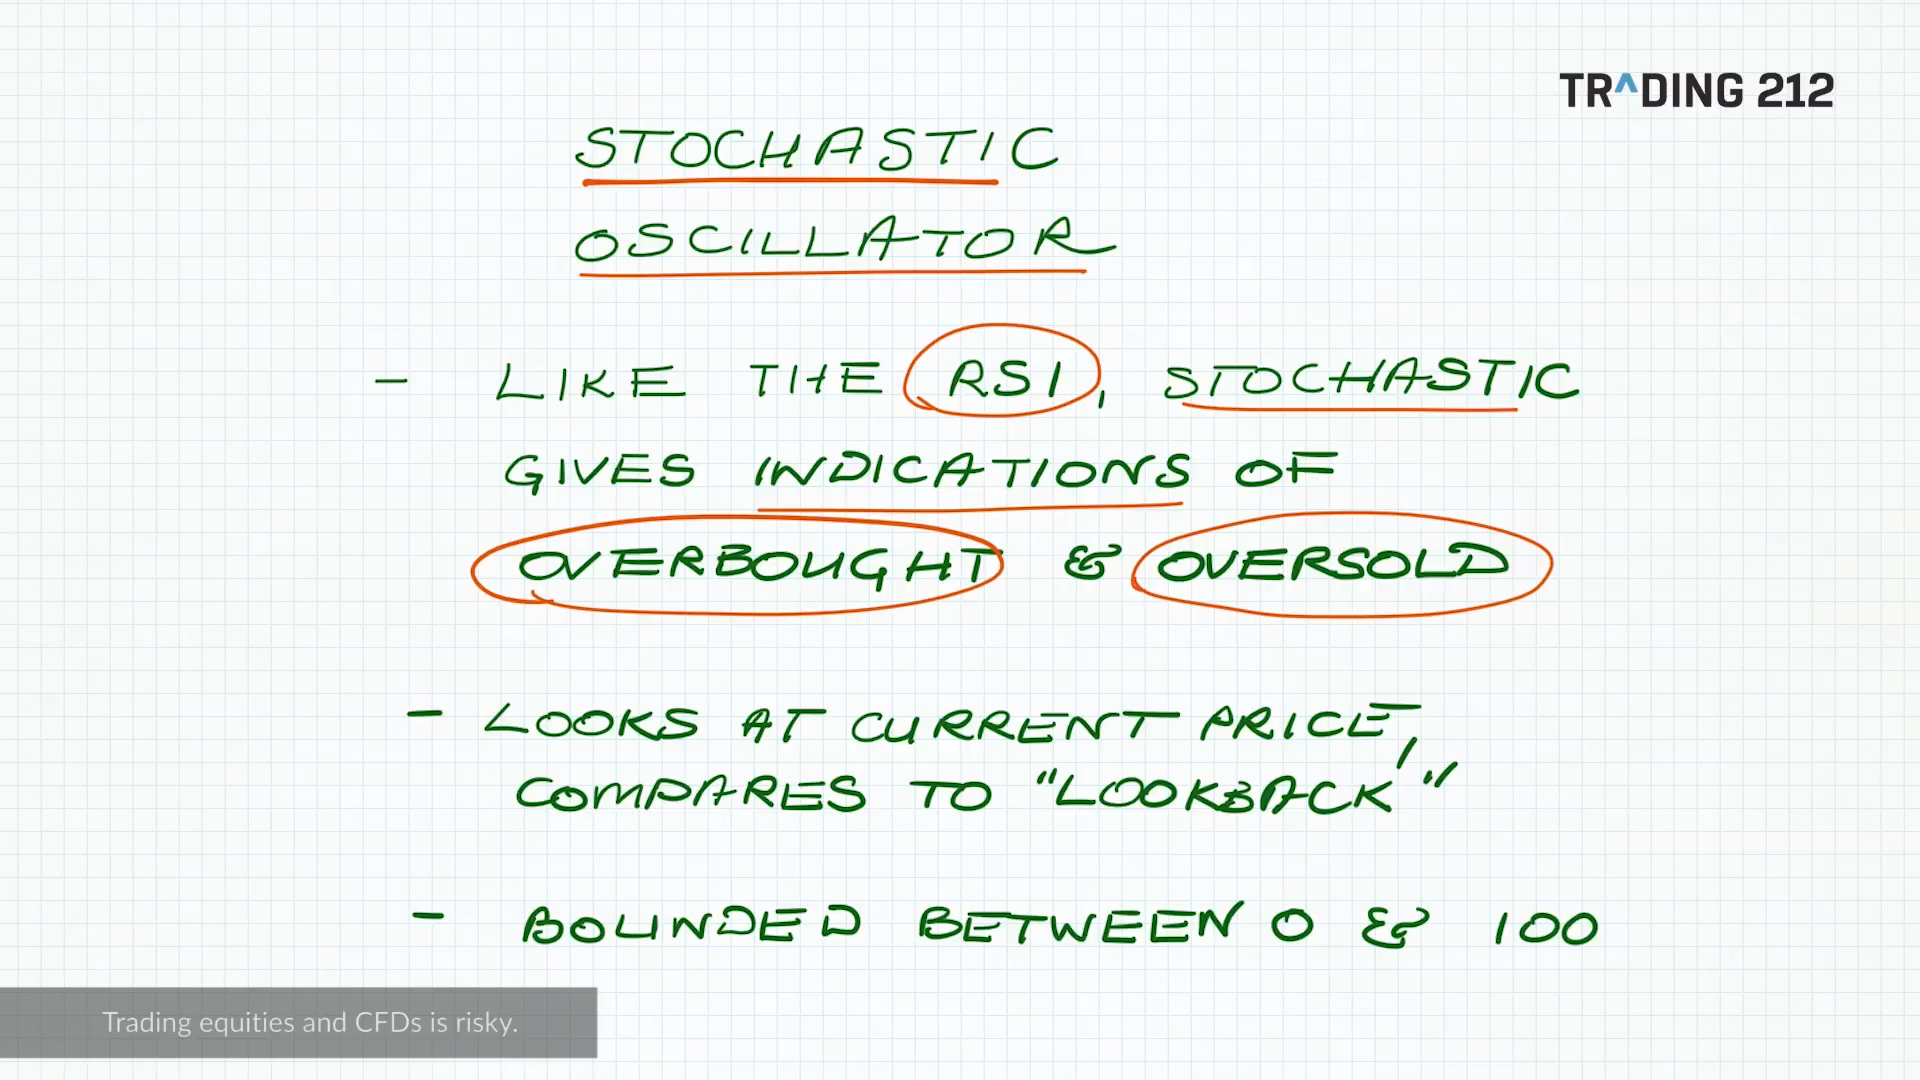 TRADING 212
STOCHASTIC
OSCILLATOR
- LIKE THE RSI, STOCHASTIC
GIVES INDICATIONS OF
OVERBOUGHT & OVERSOLD
- LOOKS AT CURRENT PRICE,
COMPARES TO "LOOKBACK"
- BOUNDED BETWEEN 0 & 100
Trading equities and CFDs is risky.